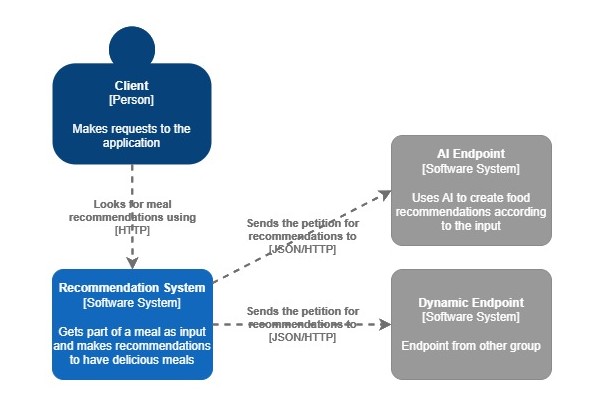 Client
[Person]
Makes requests to the
application
Looks for meal
recommendations using
[HTTP]
AI Endpoint
[Software System]
Uses AI to create food
recommendations according
to the input
Sends the petition for
recommendations to
[JSON/HTTP]
Recommendation System
[Software System]
Gets part of a meal as input
and makes recommendations
to have delicious meals
Sends the petition for
recommendations to
[JSON/HTTP]
Dynamic Endpoint
[Software System]
Endpoint from other group